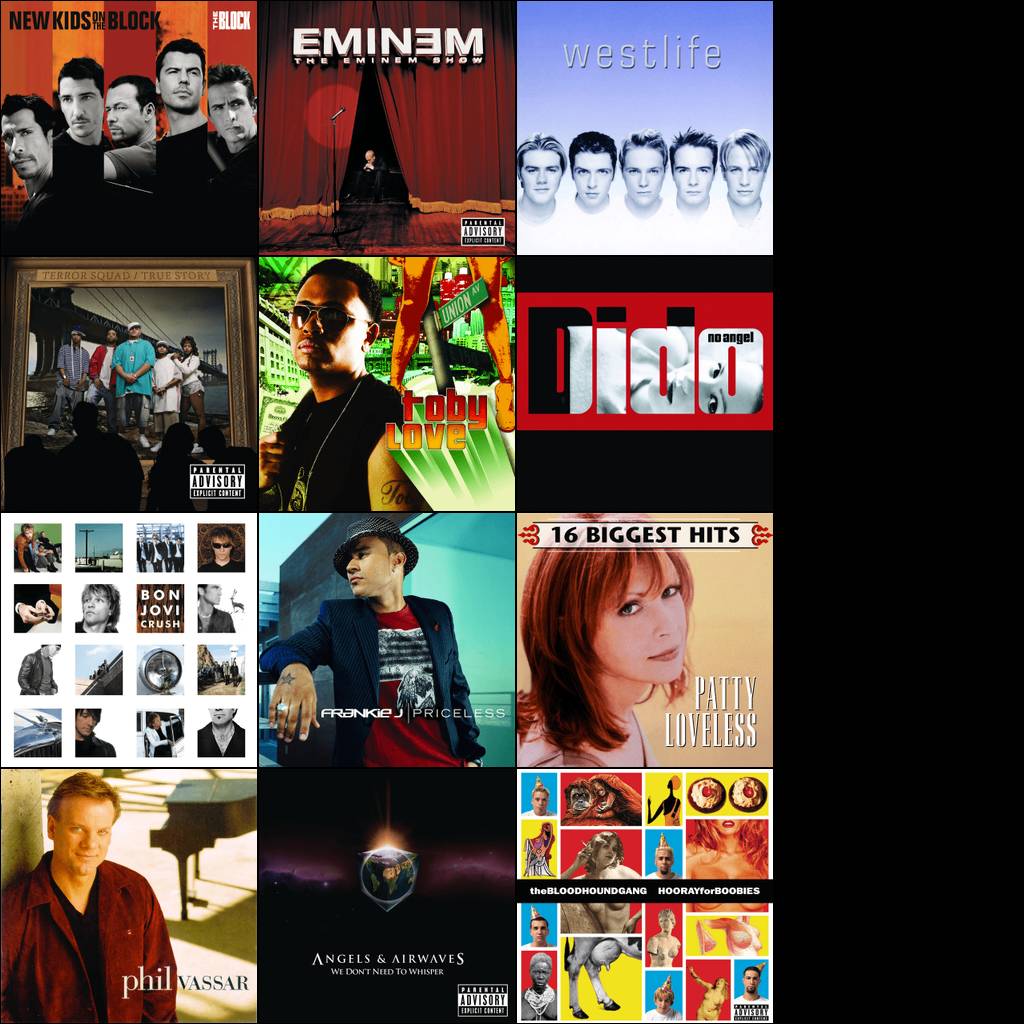 NEW KIDS ON THE BLOCK
THE BLOCK
EMINEM
THE EMINEM SHOW
PARENTAL
ADVISORY
EXPLICIT CONTENT
westlife
TERROR SQUAD / TRUE STORY
PARENTAL
ADVISORY
EXPLICIT CONTENT
UNION AV
toby
LOVE
Dido
no angel
BON
JOVI
CRUSH
FRANKIE J | PRICELESS
16 BIGGEST HITS
PATTY
LOVELESS
phil VASSAR
ANGELS & AIRWAVES
WE DON'T NEED TO WHISPER
PARENTAL
ADVISORY
EXPLICIT CONTENT
theBLOODHOUNDGANG HOORAYforBOOBIES
PARENTAL
ADVISORY
EXPLICIT CONTENT